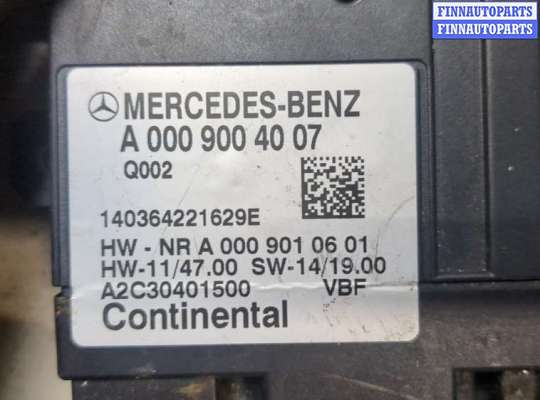 FINNAUTOPARTS
FINNAUTOPARTS
MERCEDES-BENZ
A 000 900 40 07
Q002
140364221629E
HW - NR A 000 901 06 01
HW-11/47.00 SW-14/19.00
A2C30401500 VBF
Continental